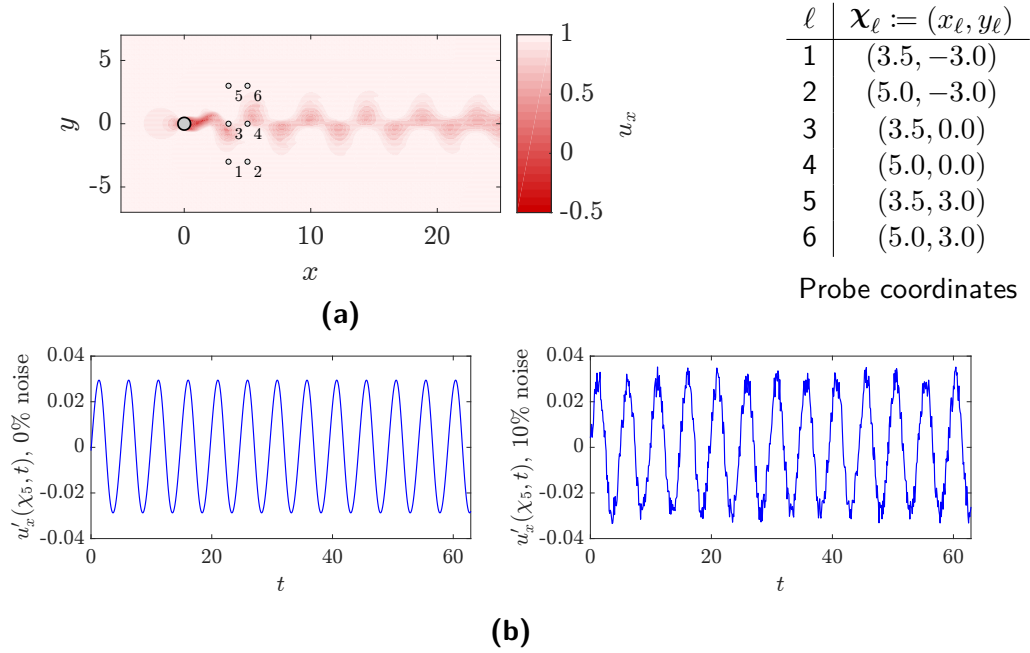 5
0
-5
y
5 6
3 4
1 2
0 10 20
x
1
0.5
0
-0.5
u_x
(a)
ℓ χ_ℓ := (x_ℓ, y_ℓ)
1 (3.5, −3.0)
2 (5.0, −3.0)
3 (3.5, 0.0)
4 (5.0, 0.0)
5 (3.5, 3.0)
6 (5.0, 3.0)
Probe coordinates
u′_x(χ_5, t), 0% noise
0.04
0.02
0
-0.02
-0.04
0 20 40 60
t
u′_x(χ_5, t), 10% noise
0.04
0.02
0
-0.02
-0.04
0 20 40 60
t
(b)